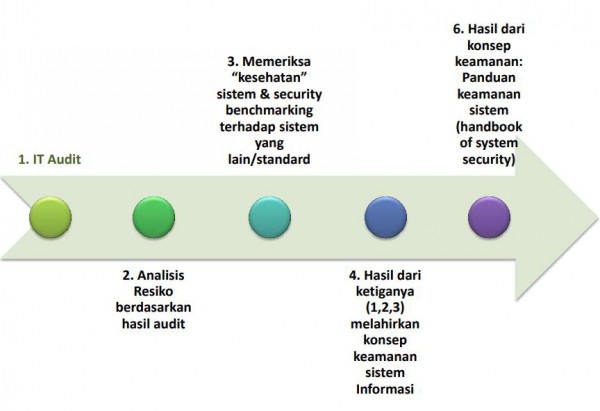 1. IT Audit
2. Analisis
Resiko
berdasarkan
hasil audit
3. Memeriksa
“kesehatan”
sistem & security
benchmarking
terhadap sistem
yang
lain/standard
4. Hasil dari
ketiganya
(1,2,3)
melahirkan
konsep
keamanan
sistem
Informasi
6. Hasil dari
konsep
keamanan:
Panduan
keamanan
sistem
(handbook
of system
security)